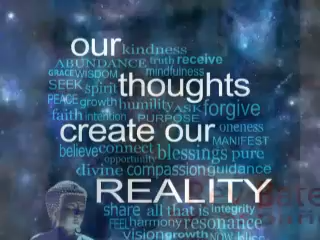 our kindness
ABUNDANCE truth receive
GRACE WISDOM mindfulness
SEEK spirit thoughts
PEACE growth humility ASK forgive
faith intention PURPOSE
create our oneness
MANIFEST
believe connect blessings pure
opportunity
divine compassion guidance
REALITY
share all that is integrity
FEEL harmony resonance
vision growth